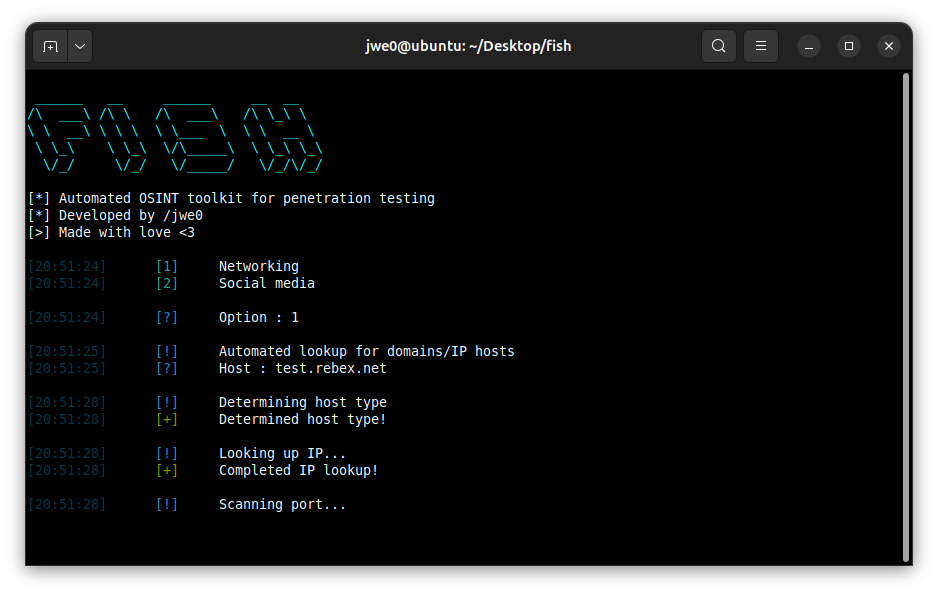 jwe0@ubuntu: ~/Desktop/fish
FISH
[*] Automated OSINT toolkit for penetration testing
[*] Developed by /jwe0
[>] Made with love <3
[20:51:24] [1] Networking
[20:51:24] [2] Social media
[20:51:24] [?] Option : 1
[20:51:25] [!] Automated lookup for domains/IP hosts
[20:51:25] [?] Host : test.rebex.net
[20:51:28] [!] Determining host type
[20:51:28] [+] Determined host type!
[20:51:28] [!] Looking up IP...
[20:51:28] [+] Completed IP lookup!
[20:51:28] [!] Scanning port...